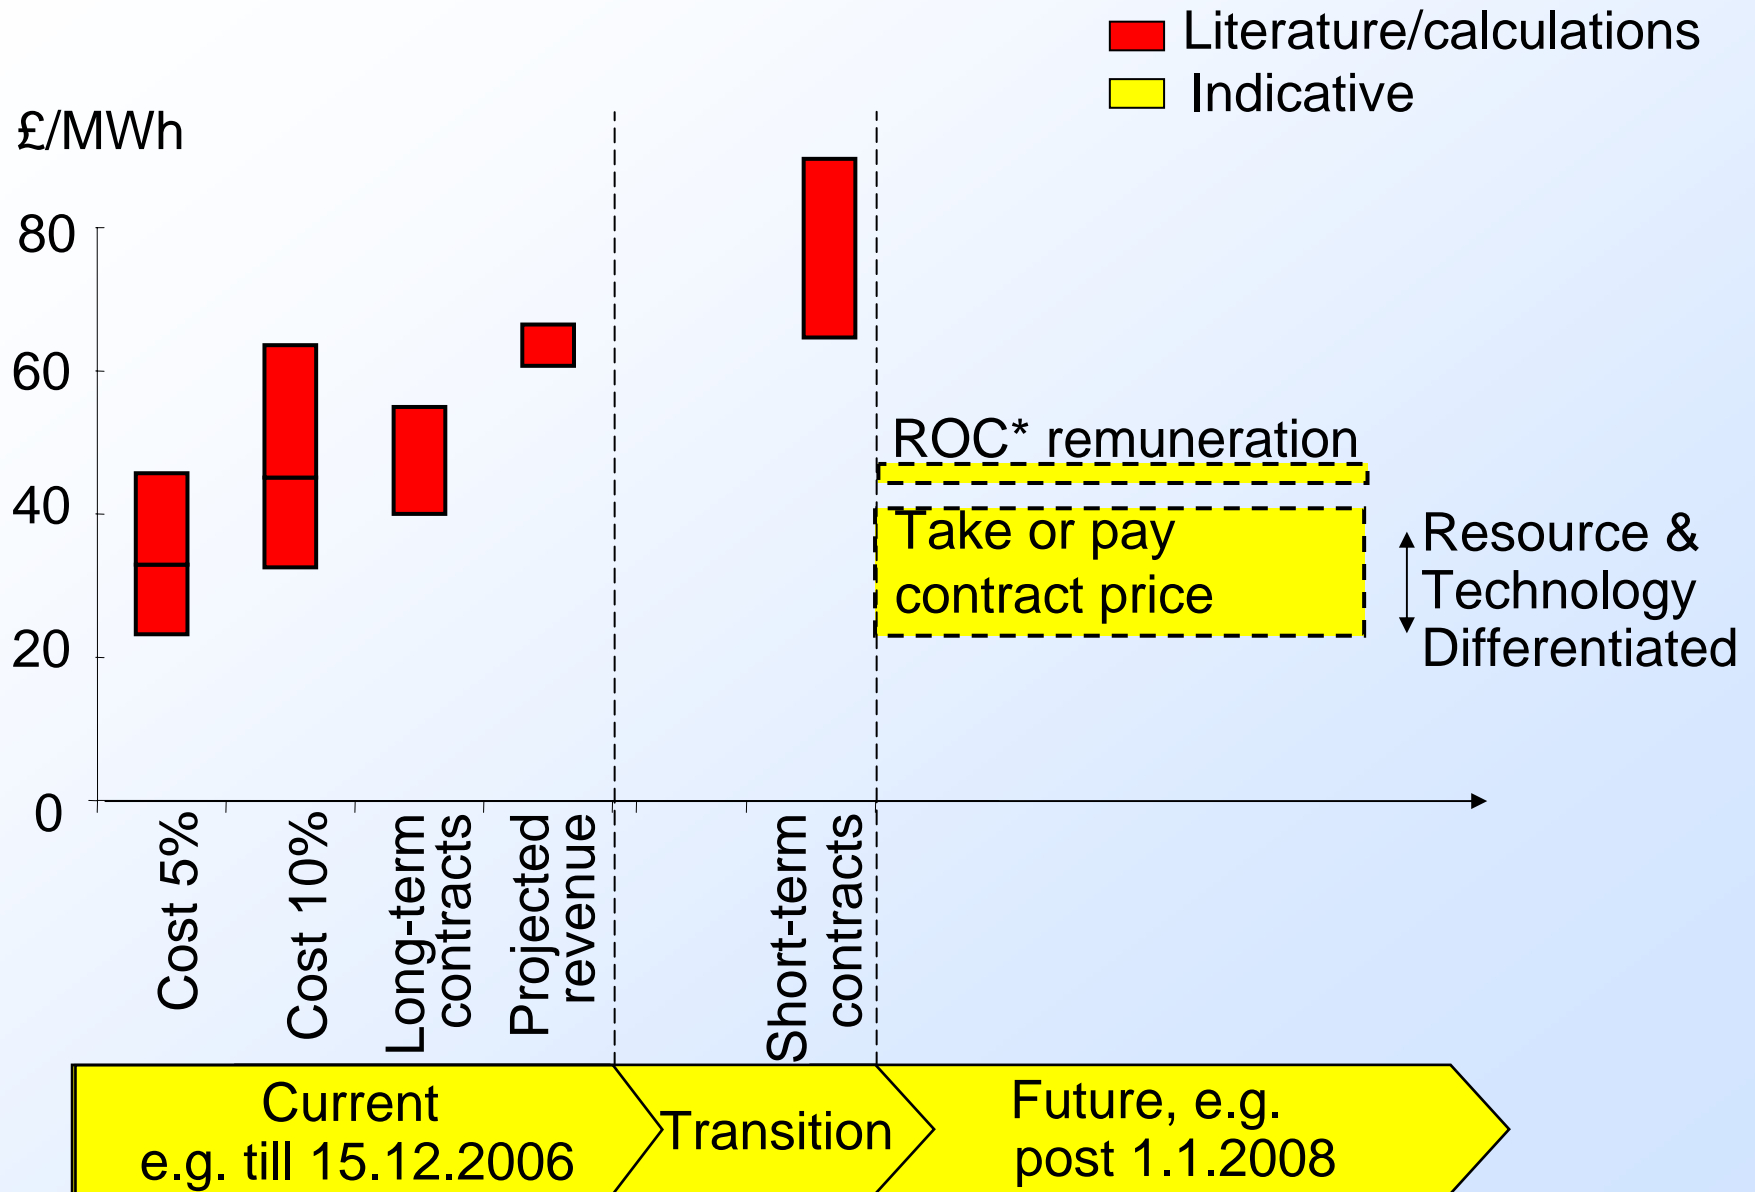 Literature/calculations
Indicative
£/MWh
80
60
40
20
0
ROC* remuneration
Take or pay
contract price
Resource &
Technology
Differentiated
Cost 5%
Cost 10%
Long-term
contracts
Projected
revenue
Short-term
contracts
Current
e.g. till 15.12.2006
Transition
Future, e.g.
post 1.1.2008